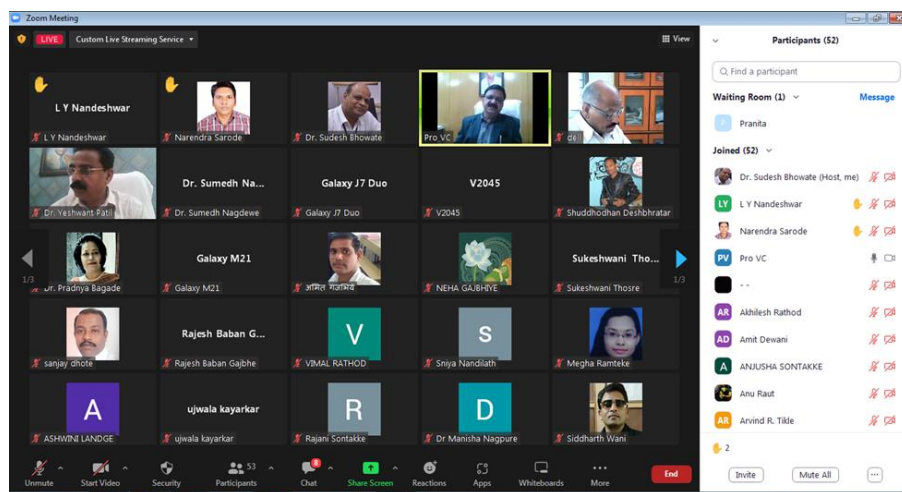 Zoom Meeting
LIVE Custom Live Streaming Service
View
L Y Nandeshwar
L Y Nandeshwar
Narendra Sarode
Dr. Sudesh Bhowate
Pro VC
de
Dr. Yeshwant Patil
Dr. Sumedh Na...
Dr. Sumedh Nagdewe
Galaxy J7 Duo
Galaxy J7 Duo
V2045
V2045
Shuddhodhan Deshbhratar
1/3
Dr. Pradnya Bagade
Galaxy M21
Galaxy M21
अमित गजभिये
NEHA GAJBHIYE
Sukeshwani Tho...
Sukeshwani Thosre
1/3
sanjay dhote
Rajesh Baban G...
Rajesh Baban Gajbhe
V
VIMAL RATHOD
S
Sniya Nandilath
Megha Ramteke
A
ASHWINI LANDGE
ujwala kayarkar
ujwala kayarkar
R
Rajani Sontakke
D
Dr Manisha Nagpure
Siddharth Wani
Unmute
Start Video
Security
53
Participants
8
Chat
Share Screen
Reactions
Apps
Whiteboards
More
End
Participants (52)
Find a participant
Waiting Room (1) Message
P Pranita
Joined (52)
Dr. Sudesh Bhowate (Host, me)
LY L Y Nandeshwar
Narendra Sarode
PV Pro VC
- -
AR Akhilesh Rathod
AD Amit Dewani
A ANJUSHA SONTAKKE
Anu Raut
AR Arvind R. Tilde
2
Invite Mute All ...